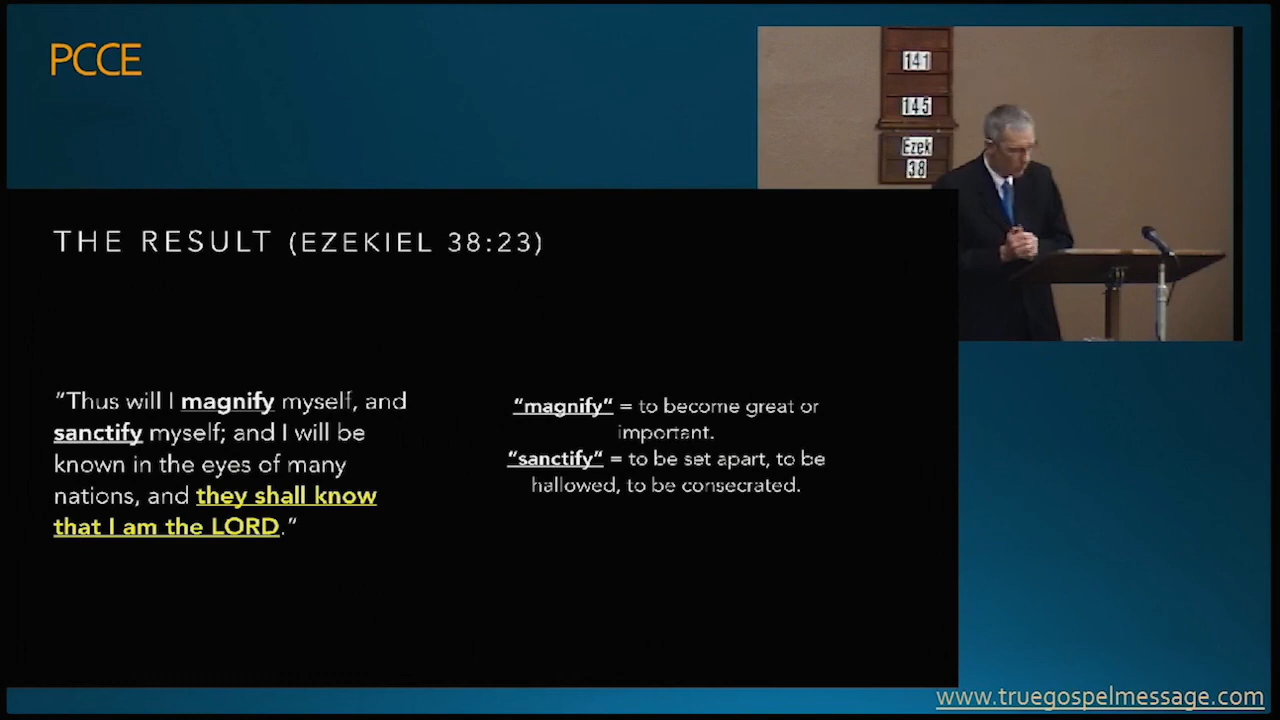 PCCE
141
145
Ezek
38
THE RESULT (EZEKIEL 38:23)
“Thus will I magnify myself, and
sanctify myself; and I will be
known in the eyes of many
nations, and they shall know
that I am the LORD.”
“magnify“ = to become great or
important.
“sanctify“ = to be set apart, to be
hallowed, to be consecrated.
www.truegospelmessage.com